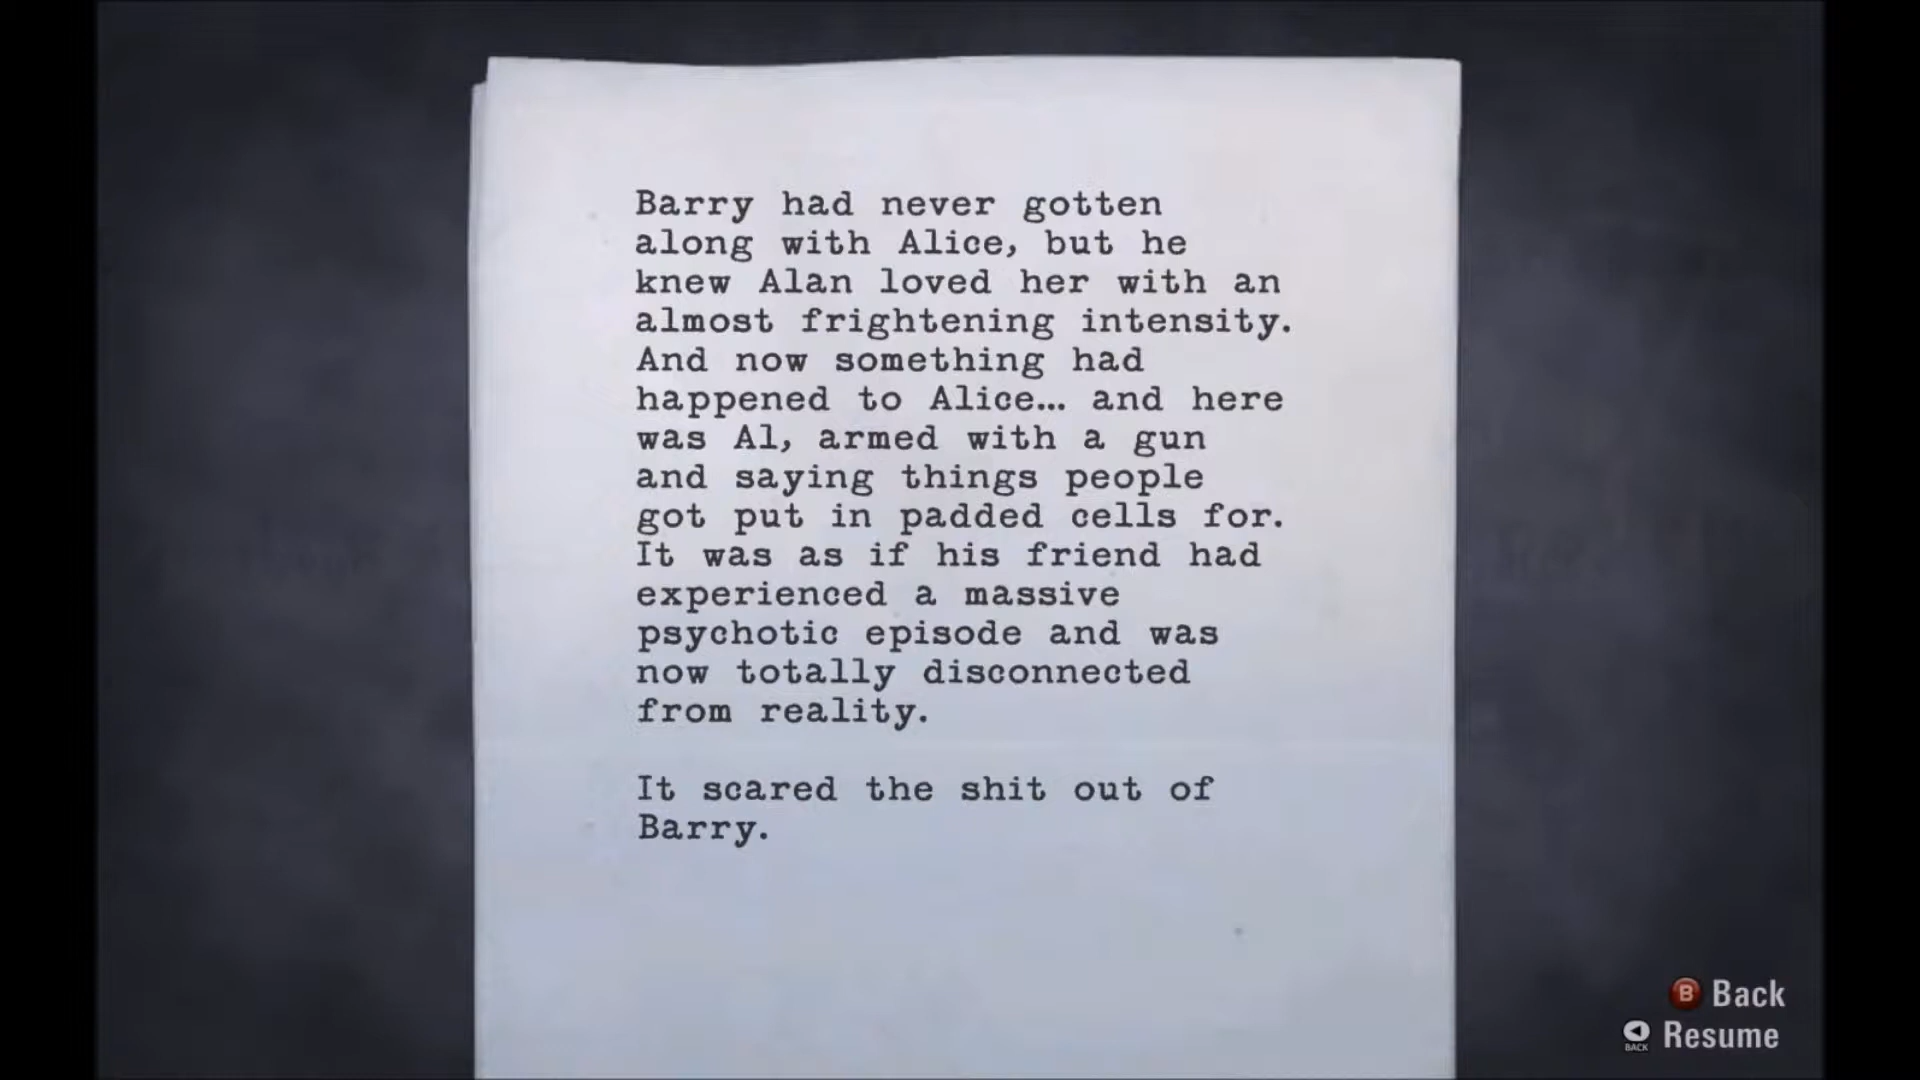 Barry had never gotten
along with Alice, but he
knew Alan loved her with an
almost frightening intensity.
And now something had
happened to Alice... and here
was Al, armed with a gun
and saying things people
got put in padded cells for.
It was as if his friend had
experienced a massive
psychotic episode and was
now totally disconnected
from reality.
It scared the shit out of
Barry.
B Back
BACK Resume